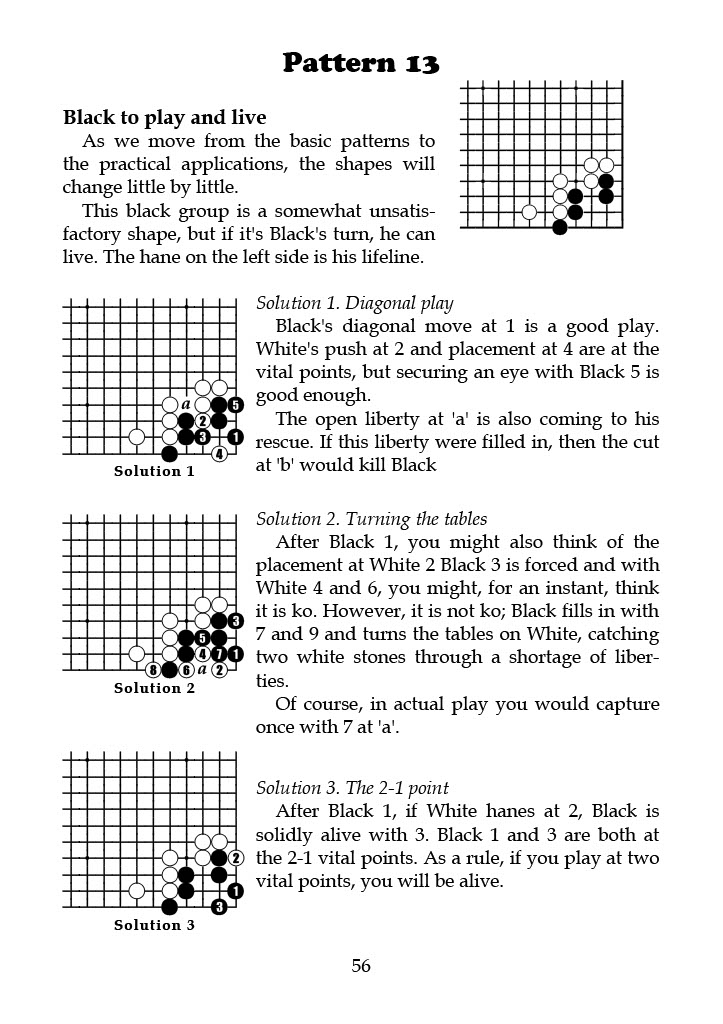 Pattern 13
Black to play and live
As we move from the basic patterns to
the practical applications, the shapes will
change little by little.
This black group is a somewhat unsatis-
factory shape, but if it's Black's turn, he can
live. The hane on the left side is his lifeline.
Solution 1. Diagonal play
Black's diagonal move at 1 is a good play.
White's push at 2 and placement at 4 are at the
vital points, but securing an eye with Black 5 is
good enough.
The open liberty at 'a' is also coming to his
rescue. If this liberty were filled in, then the cut
at 'b' would kill Black
a 5
2
3 1
4
Solution 1
Solution 2. Turning the tables
After Black 1, you might also think of the
placement at White 2 Black 3 is forced and with
White 4 and 6, you might, for an instant, think
it is ko. However, it is not ko; Black fills in with
7 and 9 and turns the tables on White, catching
two white stones through a shortage of liber-
ties.
Of course, in actual play you would capture
once with 7 at 'a'.
3
5
4 7 1
8 6 a 2
Solution 2
Solution 3. The 2-1 point
After Black 1, if White hanes at 2, Black is
solidly alive with 3. Black 1 and 3 are both at
the 2-1 vital points. As a rule, if you play at two
vital points, you will be alive.
2
1
3
Solution 3
56